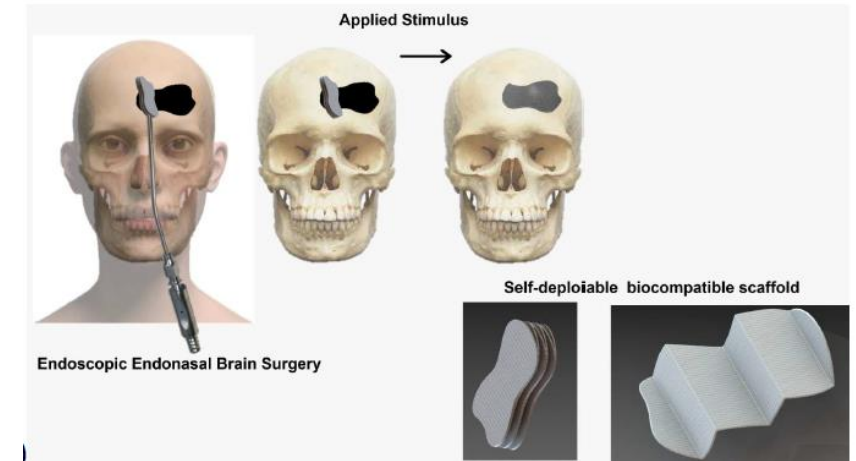 Applied Stimulus
Endoscopic Endonasal Brain Surgery
Self-deploiable biocompatible scaffold